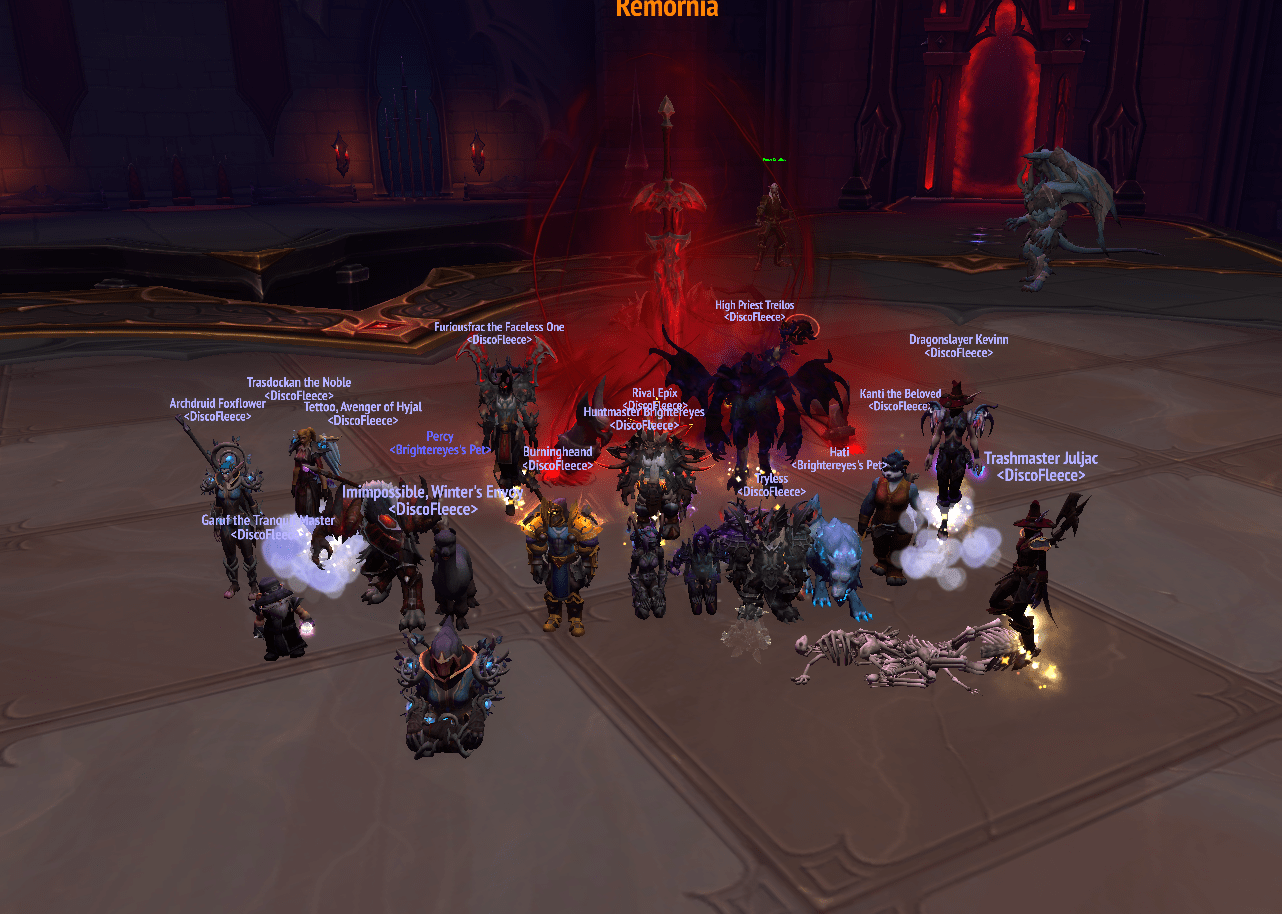 Remornia
High Priest Treilos
<DiscoFleece>
Furiousfrac the Faceless One
<DiscoFleece>
Dragonslayer Kevinn
<DiscoFleece>
Trasdockan the Noble
<DiscoFleece>
Archdruid Foxflower
<DiscoFleece>
Tettoo, Avenger of Hyjal
<DiscoFleece>
Rival Epix
<DiscoFleece>
Huntmaster Brightereyes
<DiscoFleece>
Kanti the Beloved
<DiscoFleece>
Percy
<Brightereyes's Pet>
Burningheand
<DiscoFleece>
Hati
<Brightereyes's Pet>
Trashmaster Juljac
<DiscoFleece>
Tryless
<DiscoFleece>
Immpossible, Winter's Envoy
<DiscoFleece>
Garuf the Tranquil Master
<DiscoFleece>